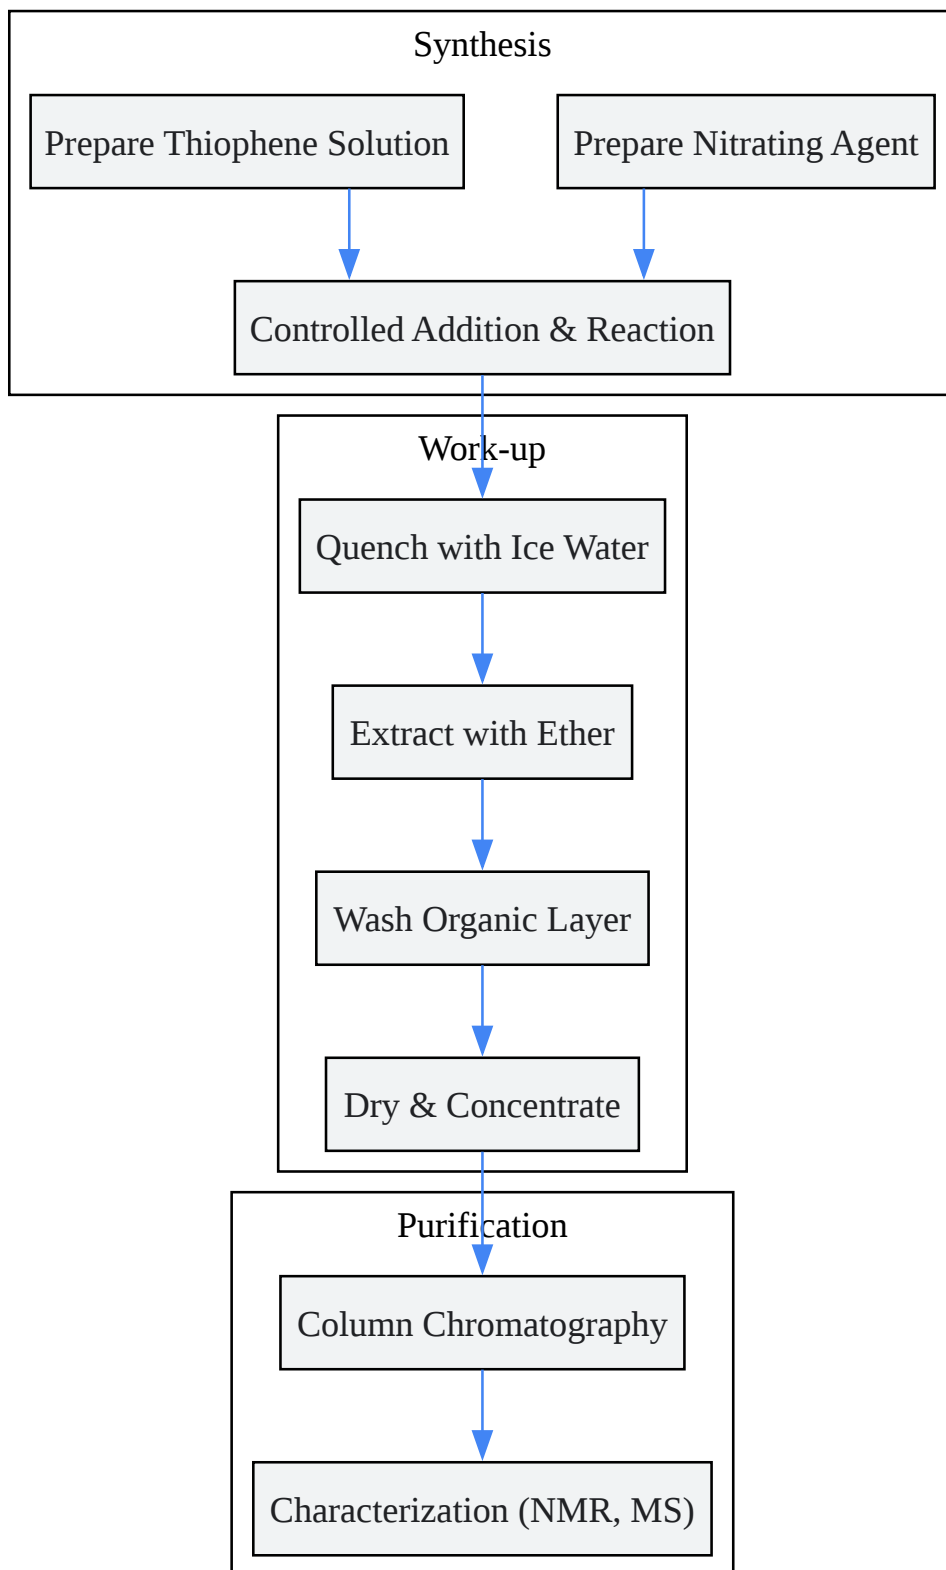 Synthesis
Prepare Thiophene Solution
Prepare Nitrating Agent
Controlled Addition & Reaction
Work-up
Quench with Ice Water
Extract with Ether
Wash Organic Layer
Dry & Concentrate
Purification
Column Chromatography
Characterization (NMR, MS)